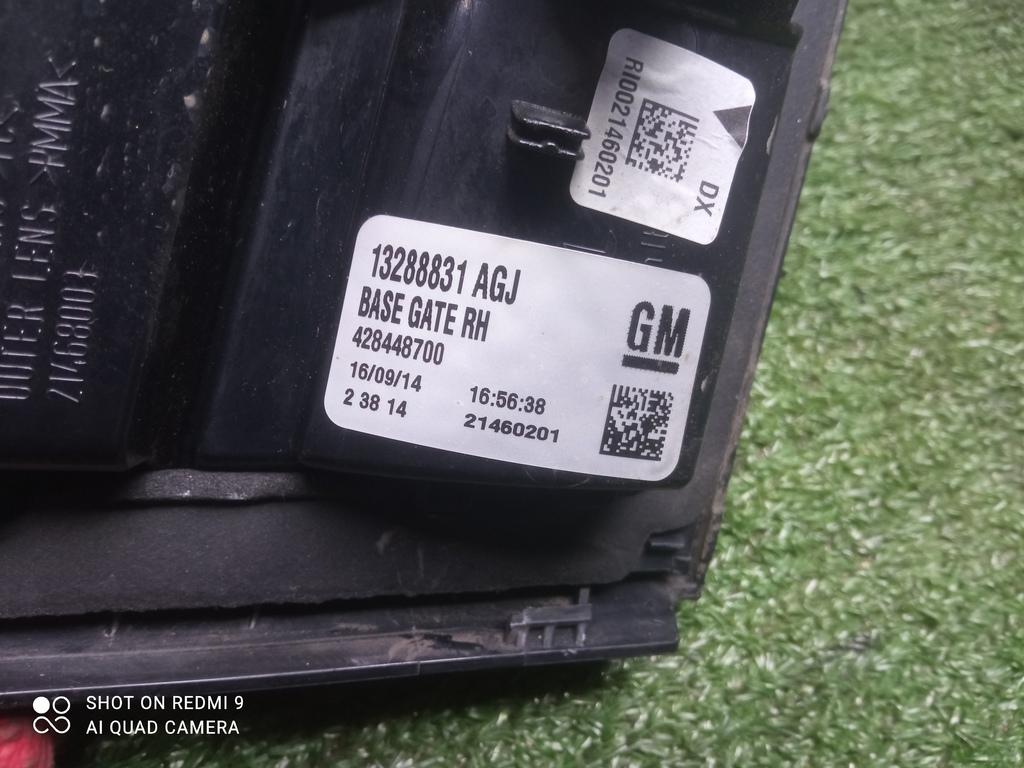 RI0021460201
DX
13288831 AGJ
BASE GATE RH
428448700
16/09/14
16:56:38
2 38 14
21460201
GM
OUTER LENS >PMMA<
SHOT ON REDMI 9
AI QUAD CAMERA